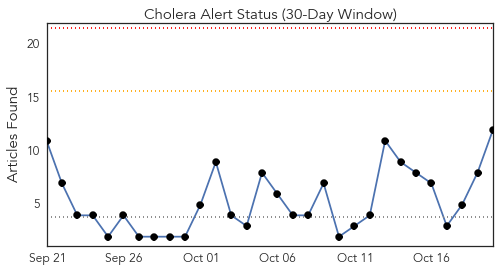 Cholera Alert Status (30-Day Window)
Articles Found
20
15
10
5
Sep 21 Sep 26 Oct 01 Oct 06 Oct 11 Oct 16